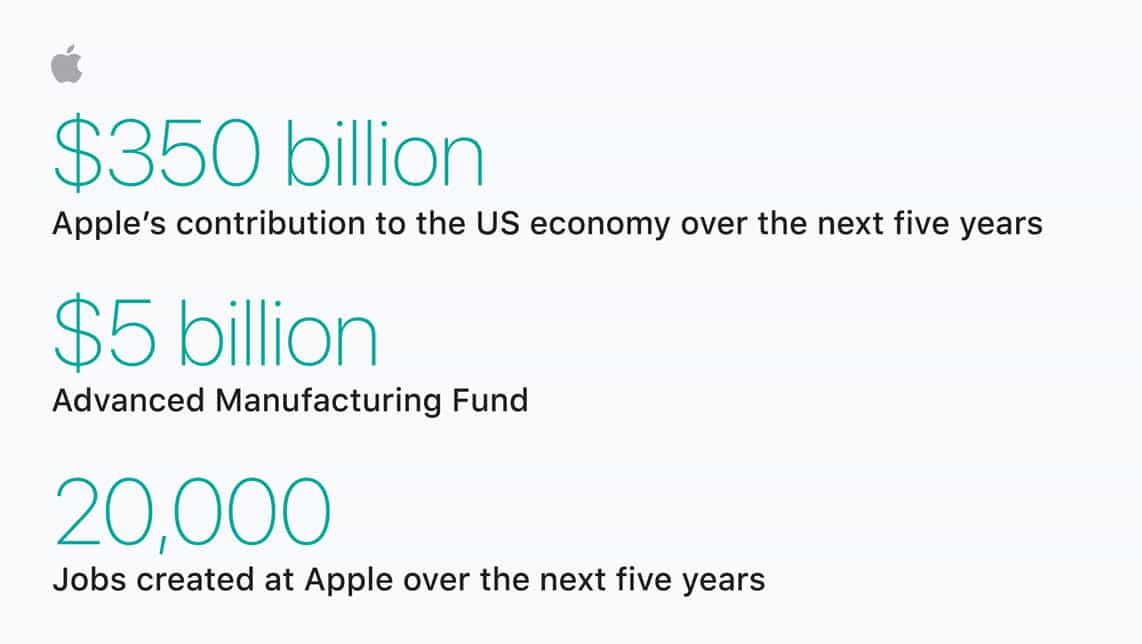 $350 billion
Apple’s contribution to the US economy over the next five years
$5 billion
Advanced Manufacturing Fund
20,000
Jobs created at Apple over the next five years